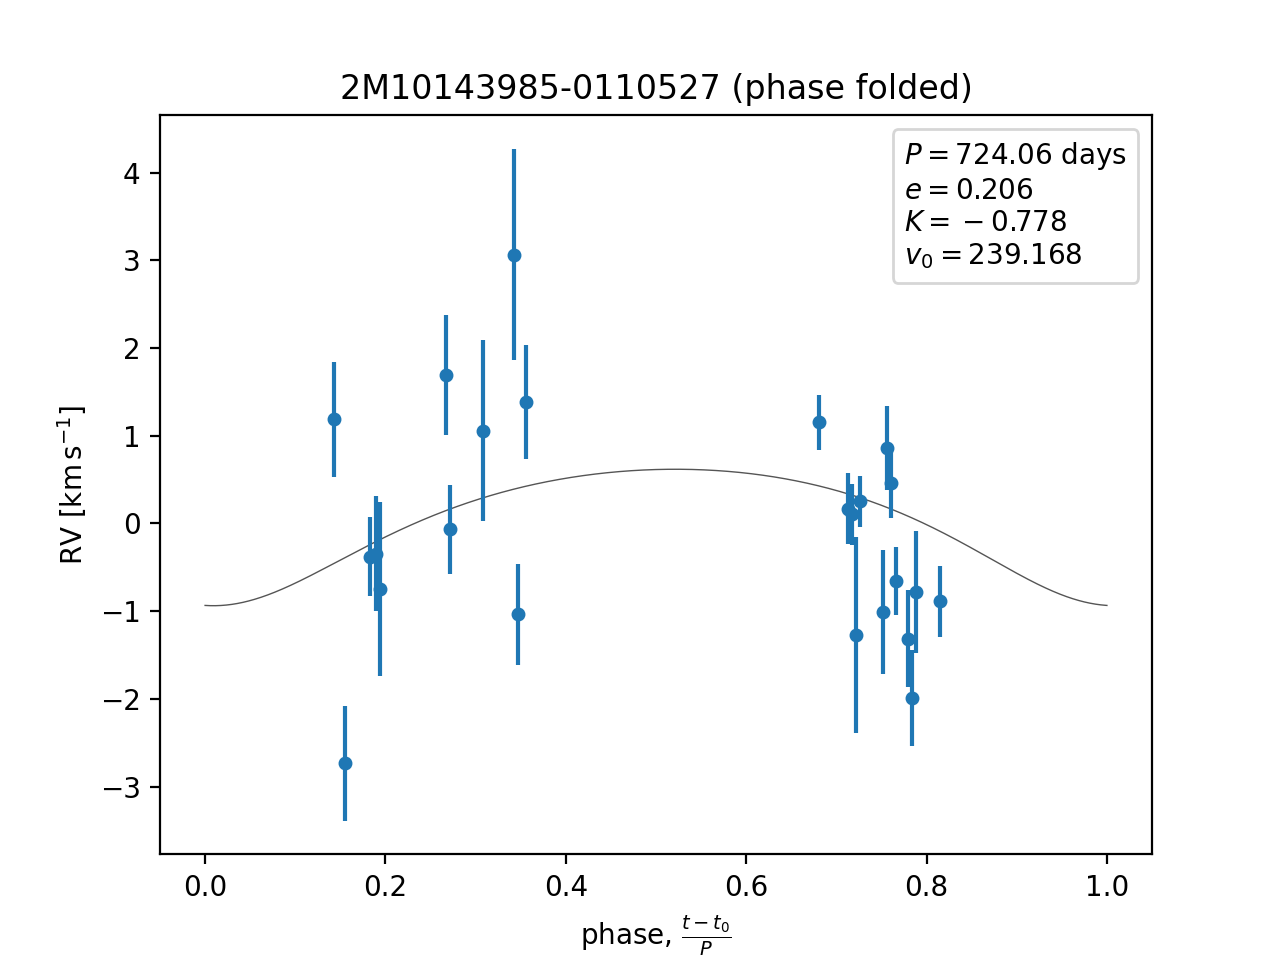 2M10143985-0110527 (phase folded)
P = 724.06 days
e = 0.206
K = −0.778
v₀ = 239.168
RV [km s⁻¹]
4
3
2
1
0
−1
−2
−3
0.0 0.2 0.4 0.6 0.8 1.0
phase, (t − t₀)/P